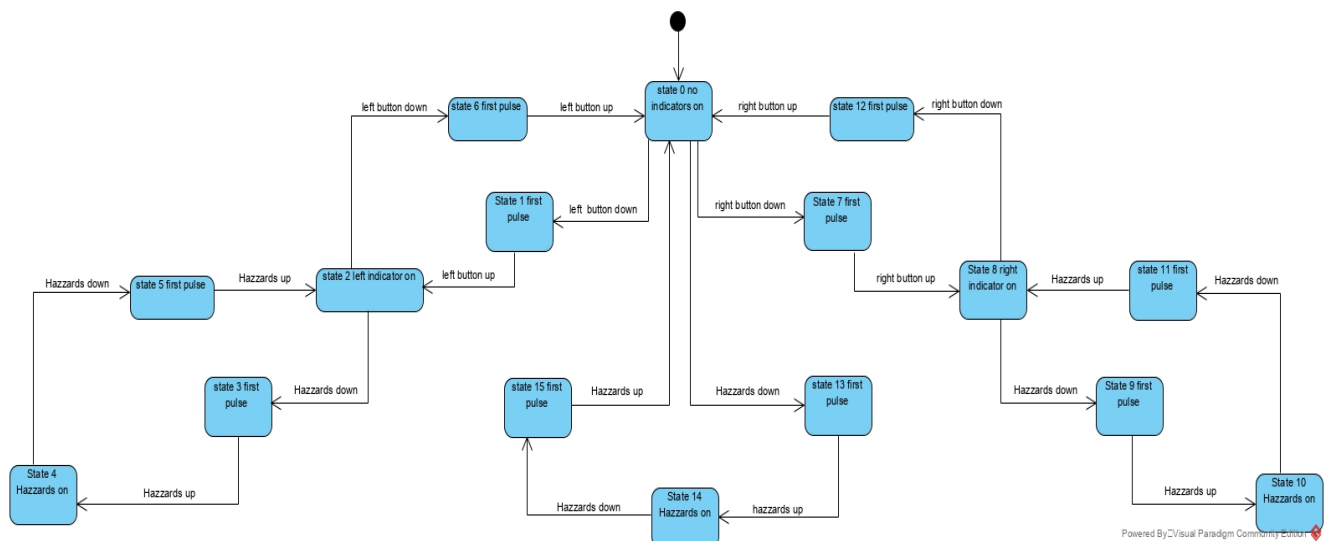 state 0 no
indicators on
left button down
state 6 first pulse
left button up
right button up
state 12 first pulse
right button down
State 1 first
pulse
left button down
right button down
State 7 first
pulse
left button up
right button up
state 2 left indicator on
State 8 right
indicator on
Hazzards down
state 5 first pulse
Hazzards up
Hazzards up
state 11 first
pulse
Hazzards down
state 3 first
pulse
Hazzards down
state 15 first
pulse
Hazzards up
Hazzards down
state 13 first
pulse
Hazzards down
State 9 first
pulse
State 4
Hazzards on
Hazzards up
Hazzards down
State 14
Hazzards on
hazzards up
Hazzards up
State 10
Hazzards on
Powered By Visual Paradigm Community Edition